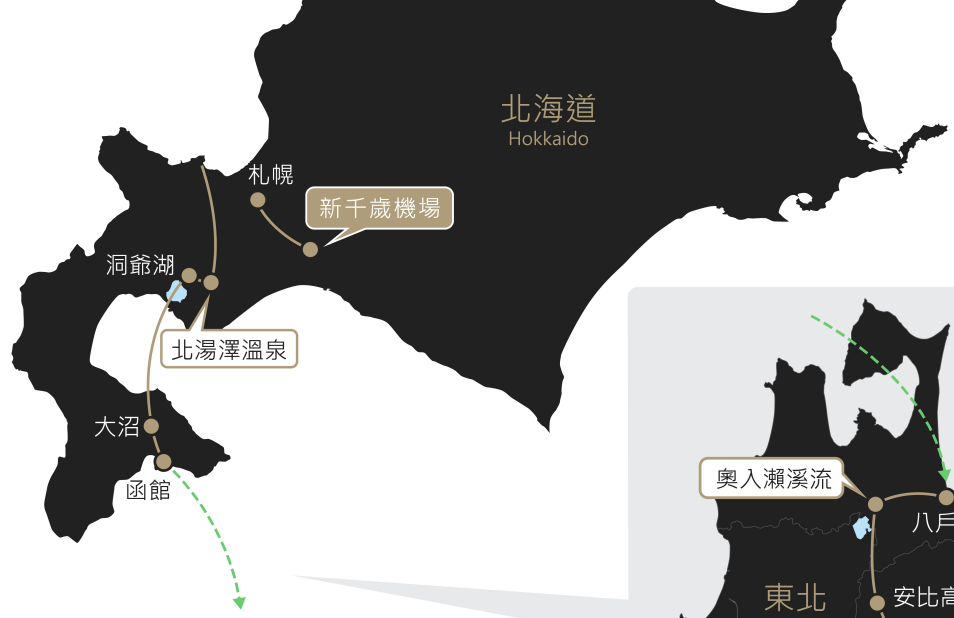 北海道
Hokkaido
札幌
新千歲機場
洞爺湖
北湯澤溫泉
大沼
函館
奧入瀨溪流
八戶
東北
安比高